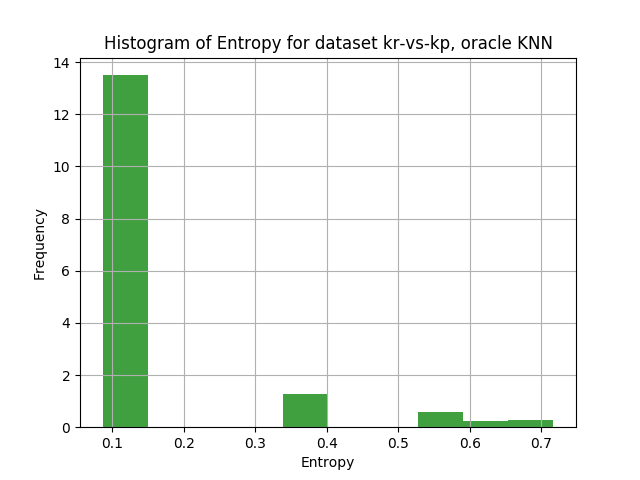 Histogram of Entropy for dataset kr-vs-kp, oracle KNN
14
12
10
8
6
4
2
0
Frequency
0.1 0.2 0.3 0.4 0.5 0.6 0.7
Entropy